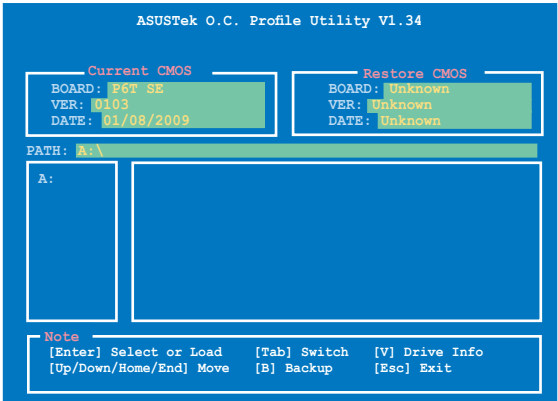 ASUSTek O.C. Profile Utility V1.34
Current CMOS
BOARD: P6T SE
VER: 0103
DATE: 01/08/2009
Restore CMOS
BOARD: Unknown
VER: Unknown
DATE: Unknown
PATH: A:\
A:
Note
[Enter] Select or Load [Tab] Switch [V] Drive Info
[Up/Down/Home/End] Move [B] Backup [Esc] Exit